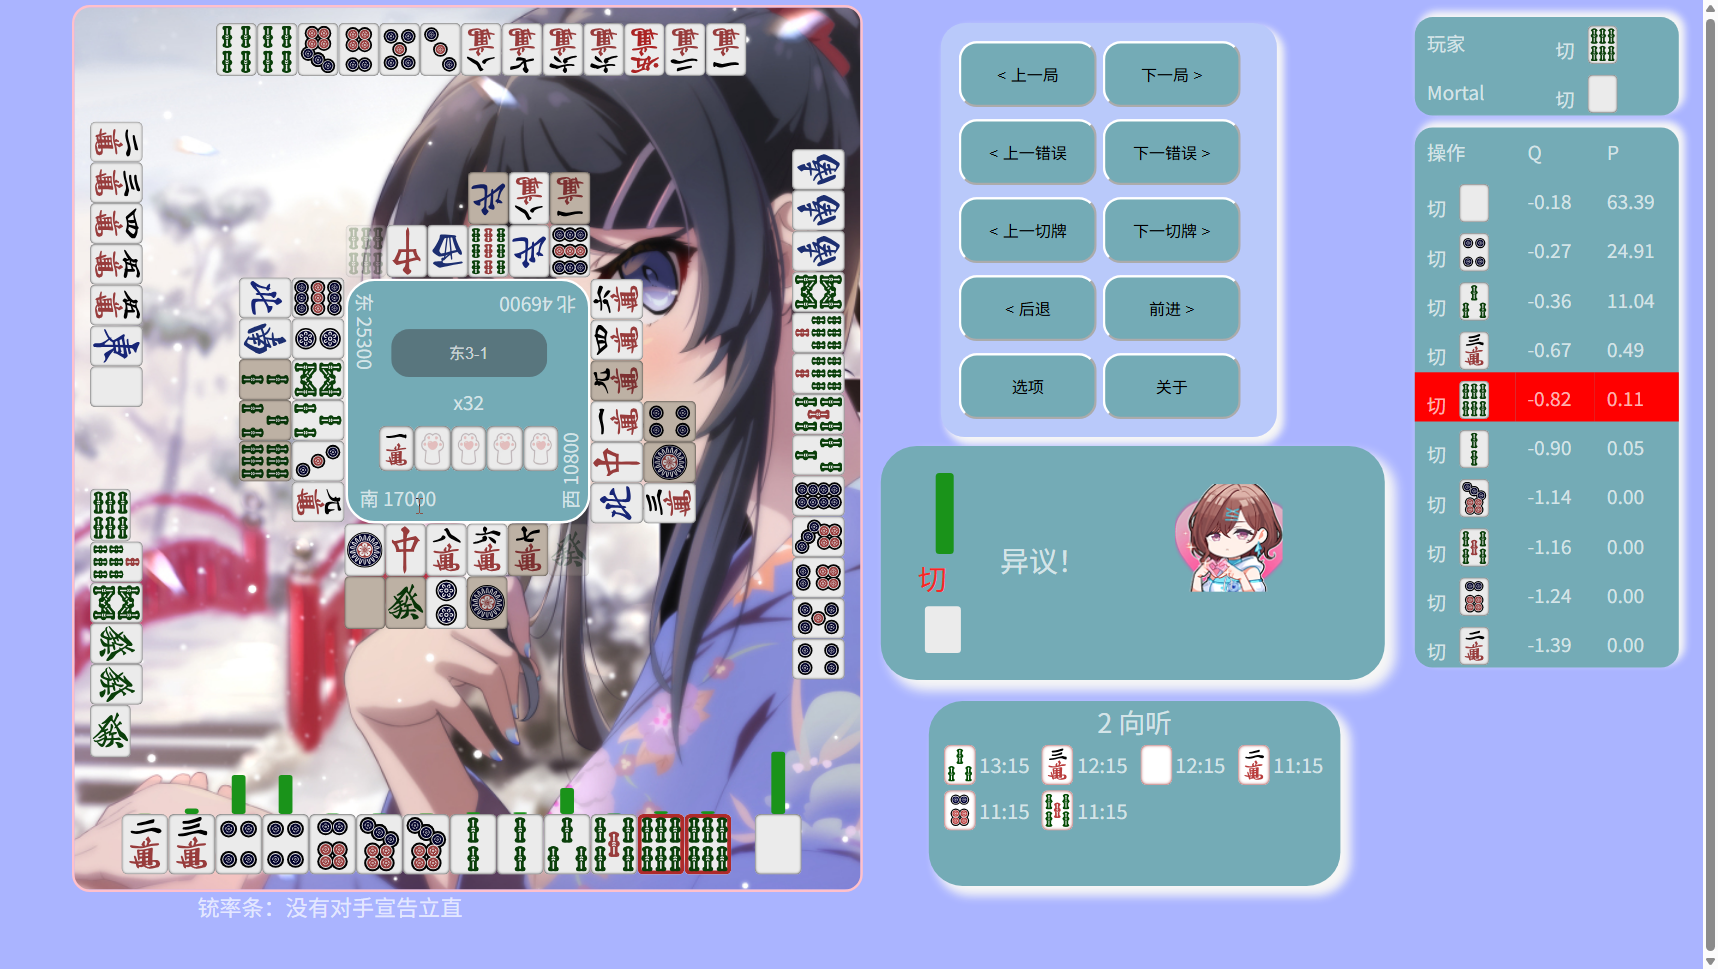 < 上一局
下一局 >
< 上一错误
下一错误 >
< 上一切牌
下一切牌 >
< 后退
前进 >
选项
关于
玩家 切
Mortal 切
操作 Q P
切 -0.18 63.39
切 -0.27 24.91
切 -0.36 11.04
切 -0.67 0.49
切 -0.82 0.11
切 -0.90 0.05
切 -1.14 0.00
切 -1.16 0.00
切 -1.24 0.00
切 -1.39 0.00
北 46900
东 25300
东3-1
x32
西 10800
南 17000
异议！
切
2 向听
13:15 12:15 12:15 11:15
11:15 11:15
铳率条：没有对手宣告立直